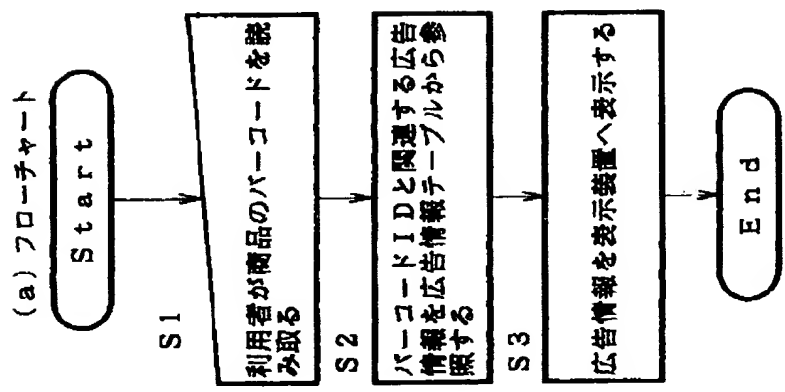 (a) フローチャート
Start
S1
利用者が商品のバーコードを読
み取る
S2
バーコードIDと関連する広告
情報を広告情報テーブルから参
照する
S3
広告情報を表示装置へ表示する
End